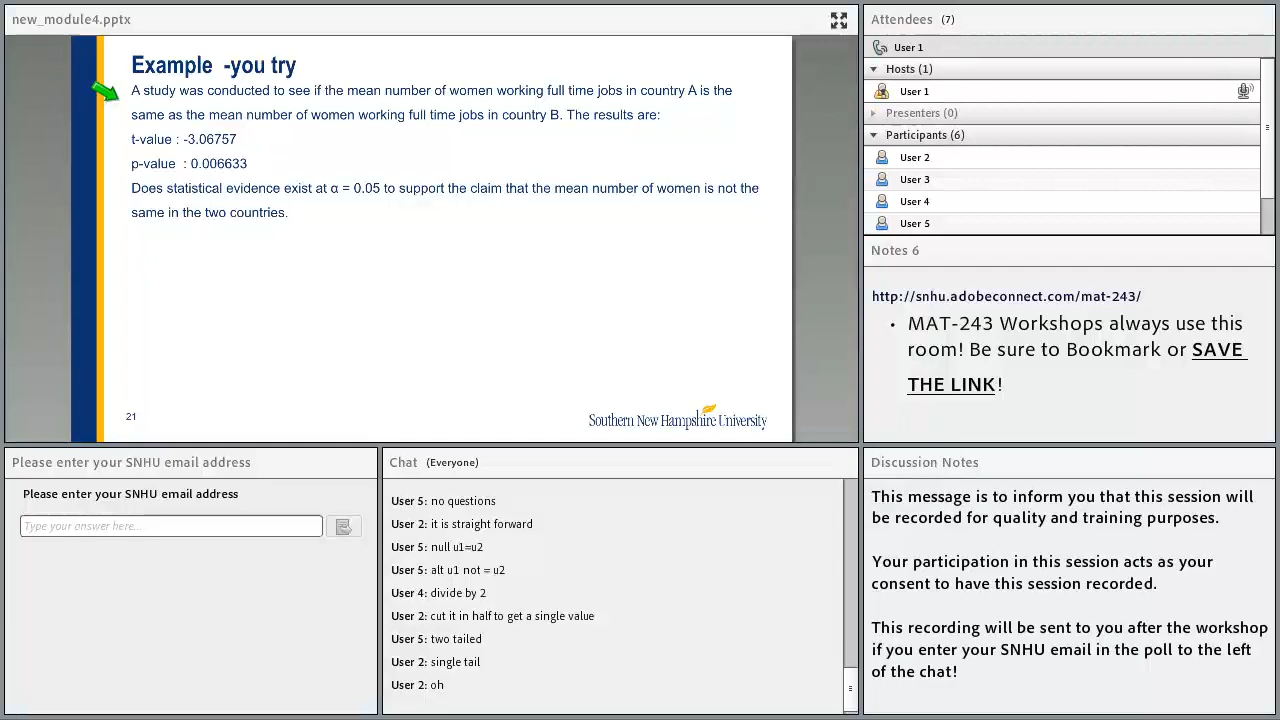 new_module4.pptx
Example -you try
A study was conducted to see if the mean number of women working full time jobs in country A is the
same as the mean number of women working full time jobs in country B. The results are:
t-value : -3.06757
p-value : 0.006633
Does statistical evidence exist at α = 0.05 to support the claim that the mean number of women is not the
same in the two countries.
21
Southern New Hampshire University
Attendees (7)
User 1
Hosts (1)
User 1
Presenters (0)
Participants (6)
User 2
User 3
User 4
User 5
Notes 6
http://snhu.adobeconnect.com/mat-243/
• MAT-243 Workshops always use this
room! Be sure to Bookmark or SAVE
THE LINK!
Please enter your SNHU email address
Please enter your SNHU email address
Type your answer here...
Chat (Everyone)
User 5: no questions
User 2: it is straight forward
User 5: null u1=u2
User 5: alt u1 not = u2
User 4: divide by 2
User 2: cut it in half to get a single value
User 5: two tailed
User 2: single tail
User 2: oh
Discussion Notes
This message is to inform you that this session will
be recorded for quality and training purposes.
Your participation in this session acts as your
consent to have this session recorded.
This recording will be sent to you after the workshop
if you enter your SNHU email in the poll to the left
of the chat!